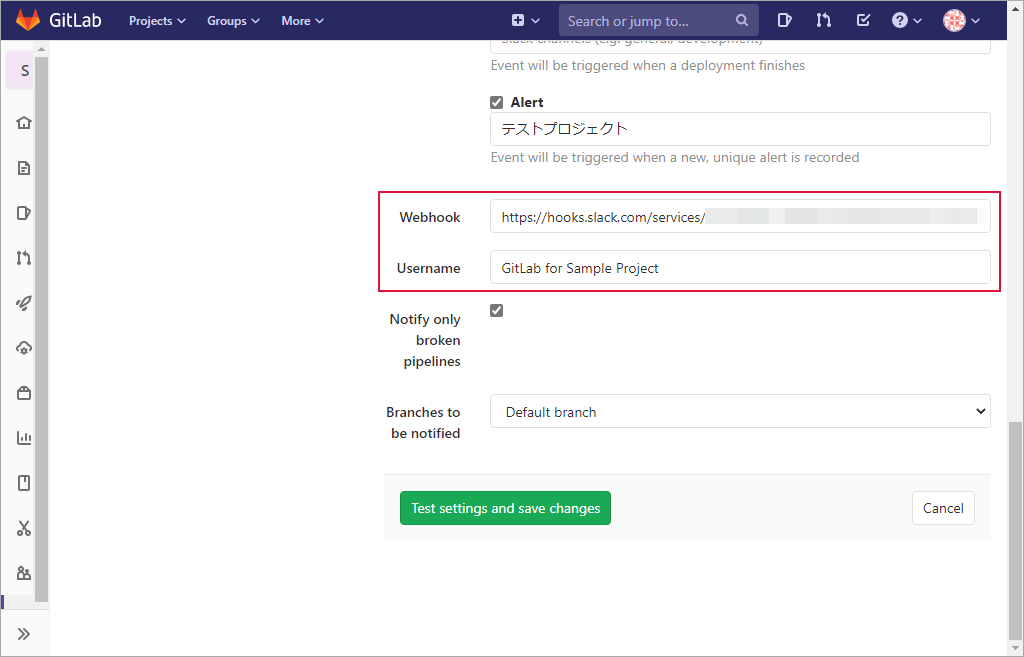 GitLab Projects Groups More Search or jump to...
S
Slack channels (e.g. general, development)
Event will be triggered when a deployment finishes
Alert
テストプロジェクト
Event will be triggered when a new, unique alert is recorded
Webhook https://hooks.slack.com/services/
Username GitLab for Sample Project
Notify only
broken
pipelines
Branches to
be notified
Default branch
Test settings and save changes Cancel